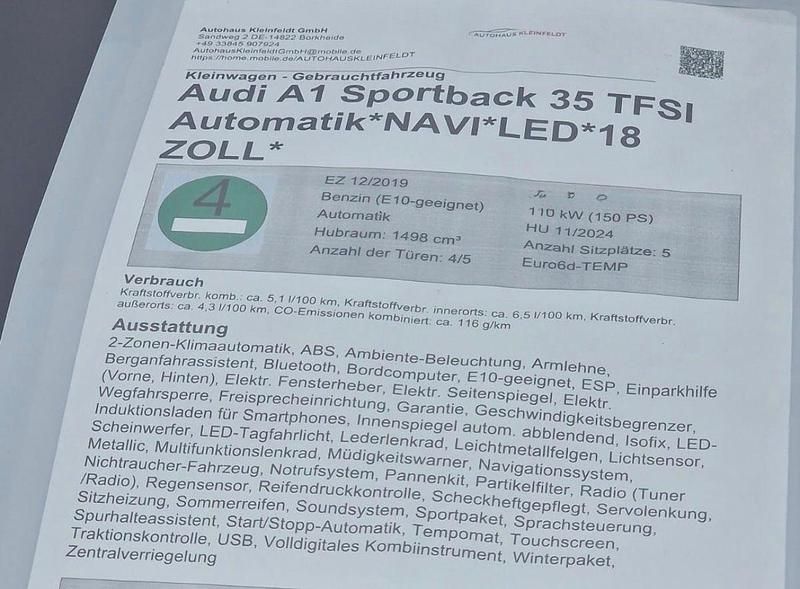 Autohaus Kleinfeldt GmbH
Sandweg 2 DE-14822 Borkheide
+49 33845 907924
AutohausKleinfeldtGmbH@mobile.de
https://home.mobile.de/AUTOHAUSKLEINFELDT
AUTOHAUS KLEINFELDT
Kleinwagen - Gebrauchtfahrzeug
Audi A1 Sportback 35 TFSI
Automatik*NAVI*LED*18
ZOLL*
4
EZ 12/2019
Benzin (E10-geeignet)
Automatik
Hubraum: 1498 cm³
Anzahl der Türen: 4/5
110 kW (150 PS)
HU 11/2024
Anzahl Sitzplätze: 5
Euro6d-TEMP
Verbrauch
Kraftstoffverbr. komb.: ca. 5,1 l/100 km, Kraftstoffverbr. innerorts: ca. 6,5 l/100 km, Kraftstoffverbr.
außerorts: ca. 4,3 l/100 km, CO-Emissionen kombiniert: ca. 116 g/km
Ausstattung
2-Zonen-Klimaautomatik, ABS, Ambiente-Beleuchtung, Armlehne,
Berganfahrassistent, Bluetooth, Bordcomputer, E10-geeignet, ESP, Einparkhilfe
(Vorne, Hinten), Elektr. Fensterheber, Elektr. Seitenspiegel, Elektr.
Wegfahrsperre, Freisprecheinrichtung, Garantie, Geschwindigkeitsbegrenzer,
Induktionsladen für Smartphones, Innenspiegel autom. abblendend, Isofix, LED-
Scheinwerfer, LED-Tagfahrlicht, Lederlenkrad, Leichtmetallfelgen, Lichtsensor,
Metallic, Multifunktionslenkrad, Müdigkeitswarner, Navigationssystem,
Nichtraucher-Fahrzeug, Notrufsystem, Pannenkit, Partikelfilter, Radio (Tuner
/Radio), Regensensor, Reifendruckkontrolle, Scheckheftgepflegt, Servolenkung,
Sitzheizung, Sommerreifen, Soundsystem, Sportpaket, Sprachsteuerung,
Spurhalteassistent, Start/Stopp-Automatik, Tempomat, Touchscreen,
Traktionskontrolle, USB, Volldigitales Kombiinstrument, Winterpaket,
Zentralverriegelung